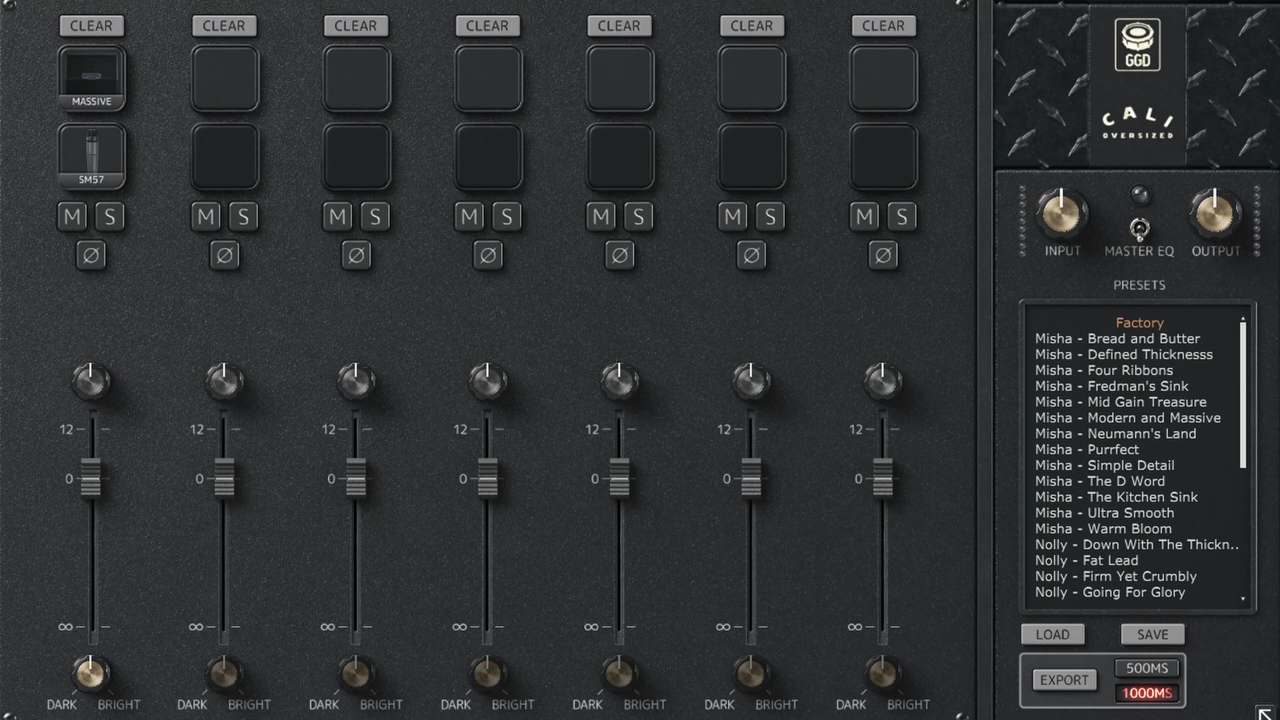 CLEAR CLEAR CLEAR CLEAR CLEAR CLEAR CLEAR
MASSIVE
SM57
M S M S M S M S M S M S M S
Ø Ø Ø Ø Ø Ø Ø
12 12 12 12 12 12 12
0 0 0 0 0 0 0
∞ ∞ ∞ ∞ ∞ ∞ ∞
DARK BRIGHT DARK BRIGHT DARK BRIGHT DARK BRIGHT DARK BRIGHT DARK BRIGHT DARK BRIGHT
GGD
CALI
OVERSIZED
INPUT MASTER EQ OUTPUT
PRESETS
Factory
Misha - Bread and Butter
Misha - Defined Thicknesss
Misha - Four Ribbons
Misha - Fredman's Sink
Misha - Mid Gain Treasure
Misha - Modern and Massive
Misha - Neumann's Land
Misha - Purrfect
Misha - Simple Detail
Misha - The D Word
Misha - The Kitchen Sink
Misha - Ultra Smooth
Misha - Warm Bloom
Nolly - Down With The Thickn..
Nolly - Fat Lead
Nolly - Firm Yet Crumbly
Nolly - Going For Glory
LOAD SAVE
EXPORT 500MS
1000MS